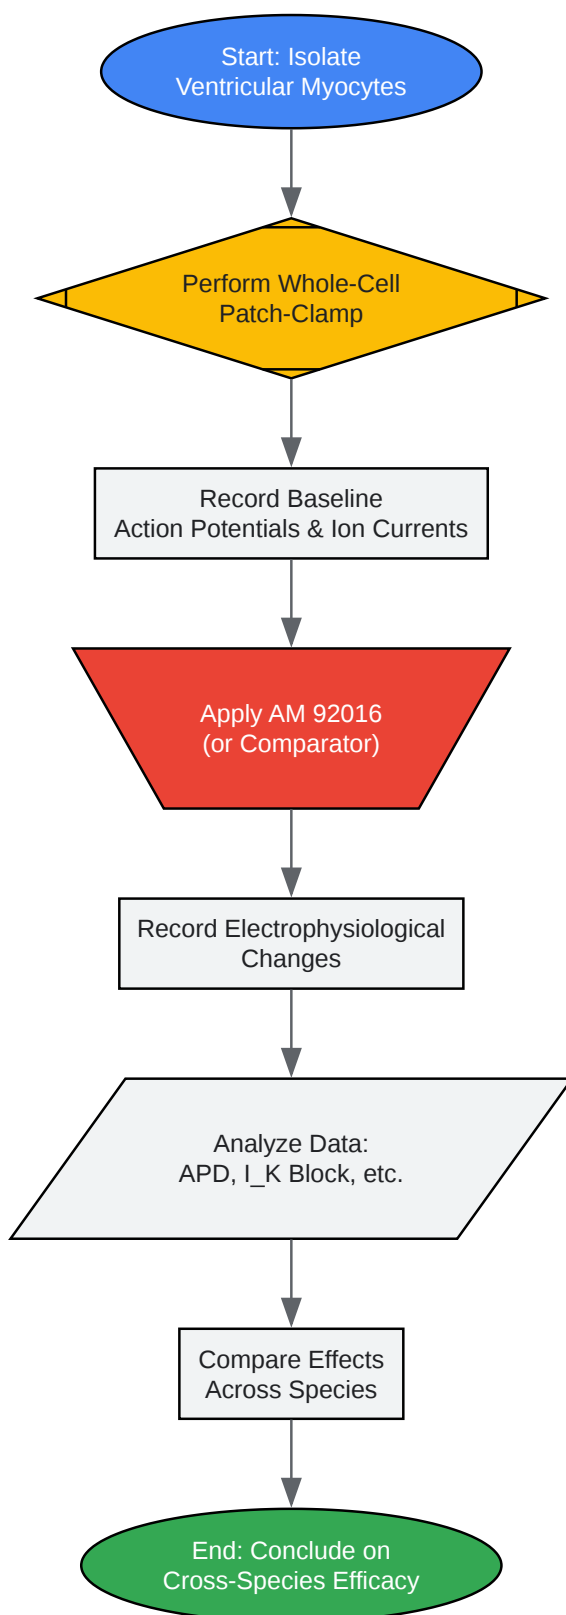 Start: Isolate
Ventricular Myocytes
Perform Whole-Cell
Patch-Clamp
Record Baseline
Action Potentials & Ion Currents
Apply AM 92016
(or Comparator)
Record Electrophysiological
Changes
Analyze Data:
APD, I_K Block, etc.
Compare Effects
Across Species
End: Conclude on
Cross-Species Efficacy